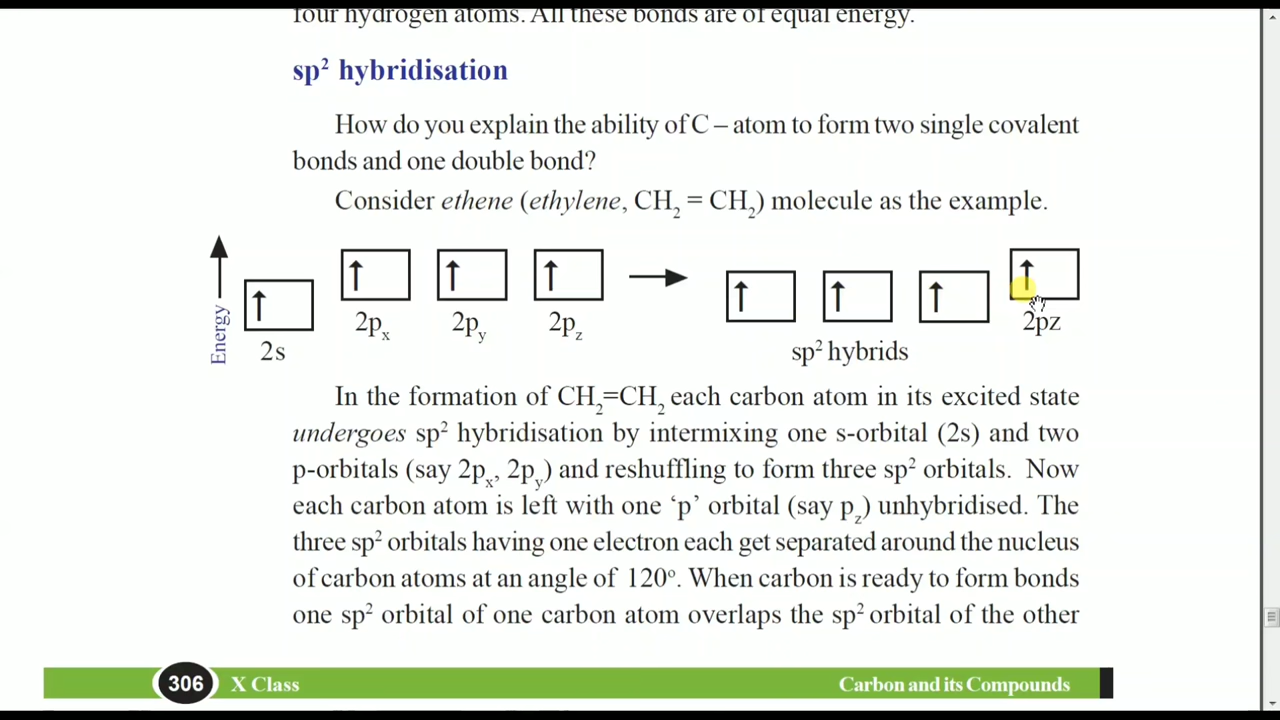 four hydrogen atoms. All these bonds are of equal energy.
sp² hybridisation
How do you explain the ability of C – atom to form two single covalent
bonds and one double bond?
Consider ethene (ethylene, CH₂ = CH₂) molecule as the example.
Energy
2s
2pₓ
2pᵧ
2p_z
sp² hybrids
2pz
In the formation of CH₂=CH₂ each carbon atom in its excited state
undergoes sp² hybridisation by intermixing one s-orbital (2s) and two
p-orbitals (say 2pₓ, 2pᵧ) and reshuffling to form three sp² orbitals. Now
each carbon atom is left with one ‘p’ orbital (say p_z) unhybridised. The
three sp² orbitals having one electron each get separated around the nucleus
of carbon atoms at an angle of 120°. When carbon is ready to form bonds
one sp² orbital of one carbon atom overlaps the sp² orbital of the other
306 X Class
Carbon and its Compounds